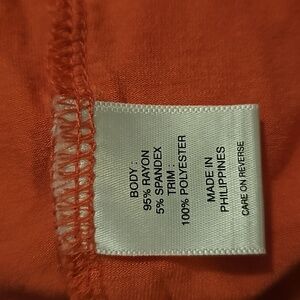 BODY :
95% RAYON
5% SPANDEX
TRIM :
100% POLYESTER
MADE IN
PHILIPPINES
CARE ON REVERSE